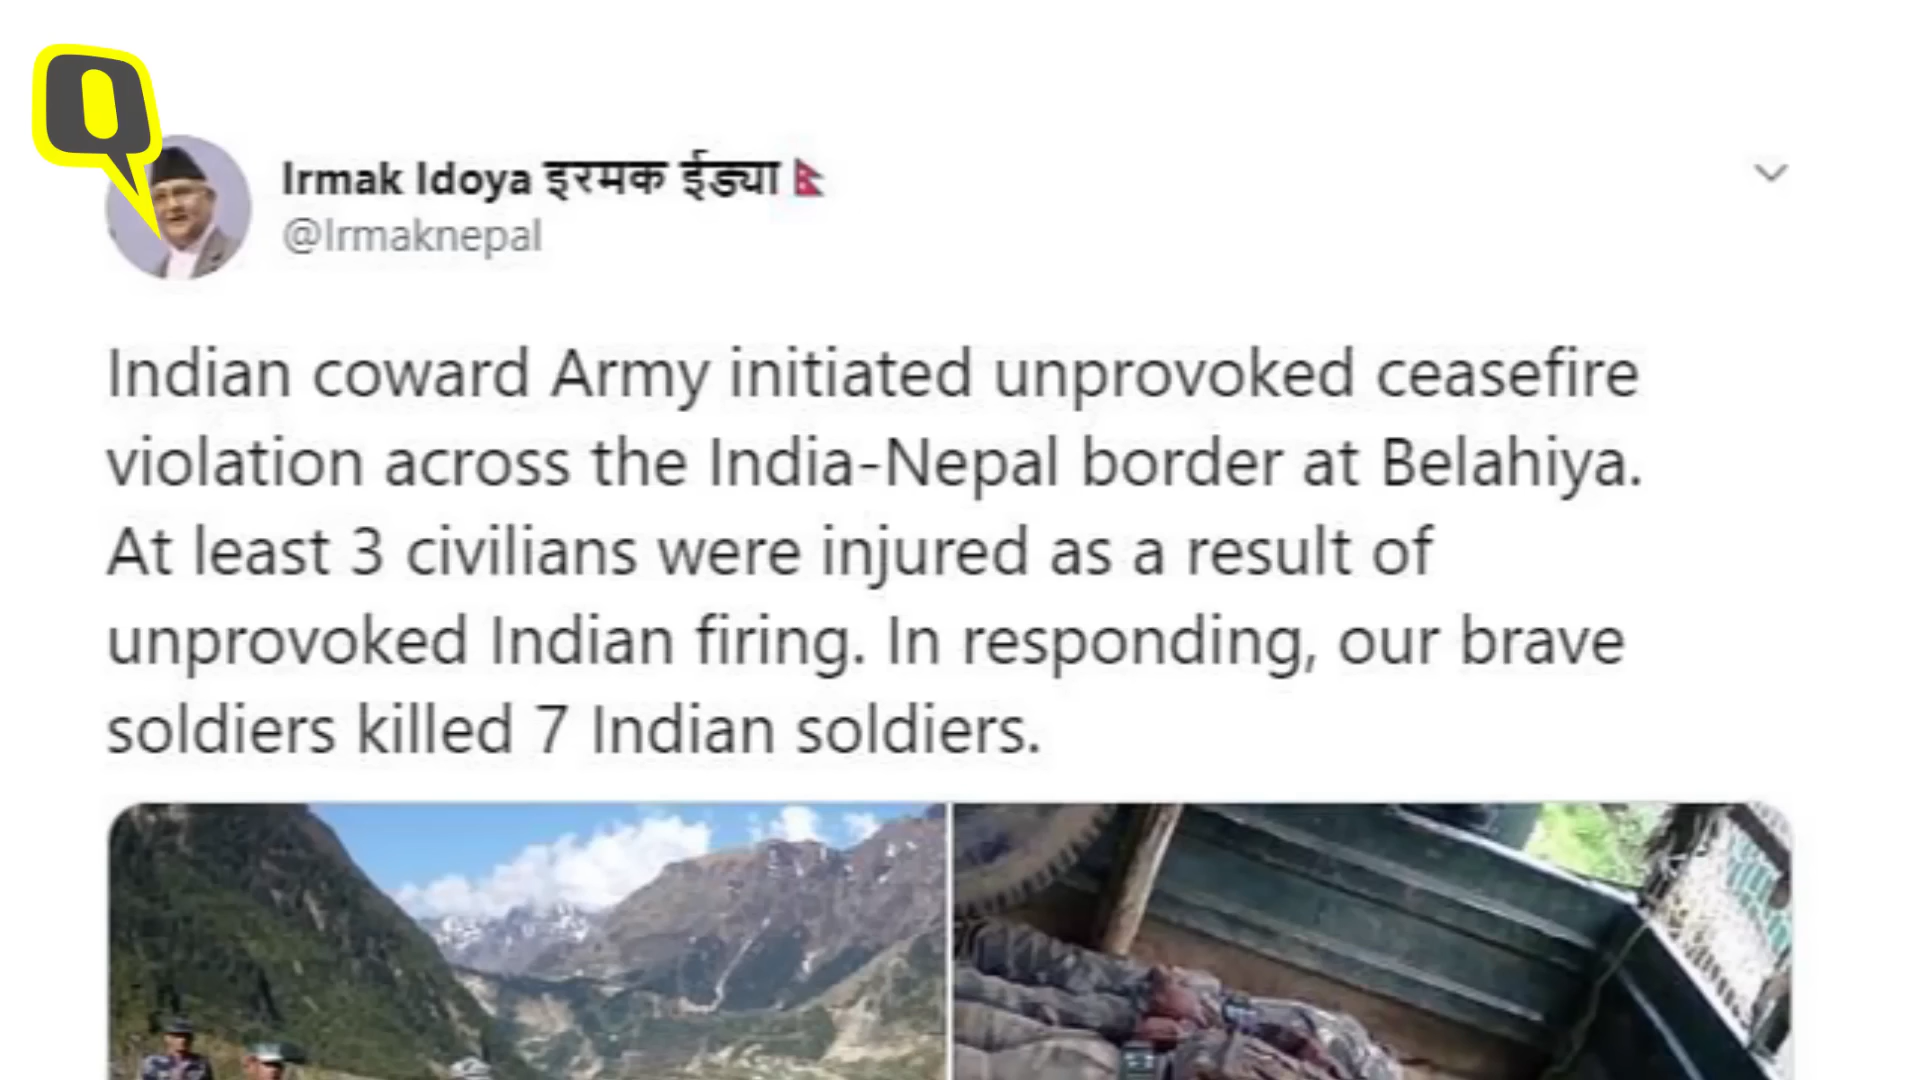 Q
Irmak Idoya इरमक ईड्या
@Irmaknepal
Indian coward Army initiated unprovoked ceasefire
violation across the India-Nepal border at Belahiya.
At least 3 civilians were injured as a result of
unprovoked Indian firing. In responding, our brave
soldiers killed 7 Indian soldiers.